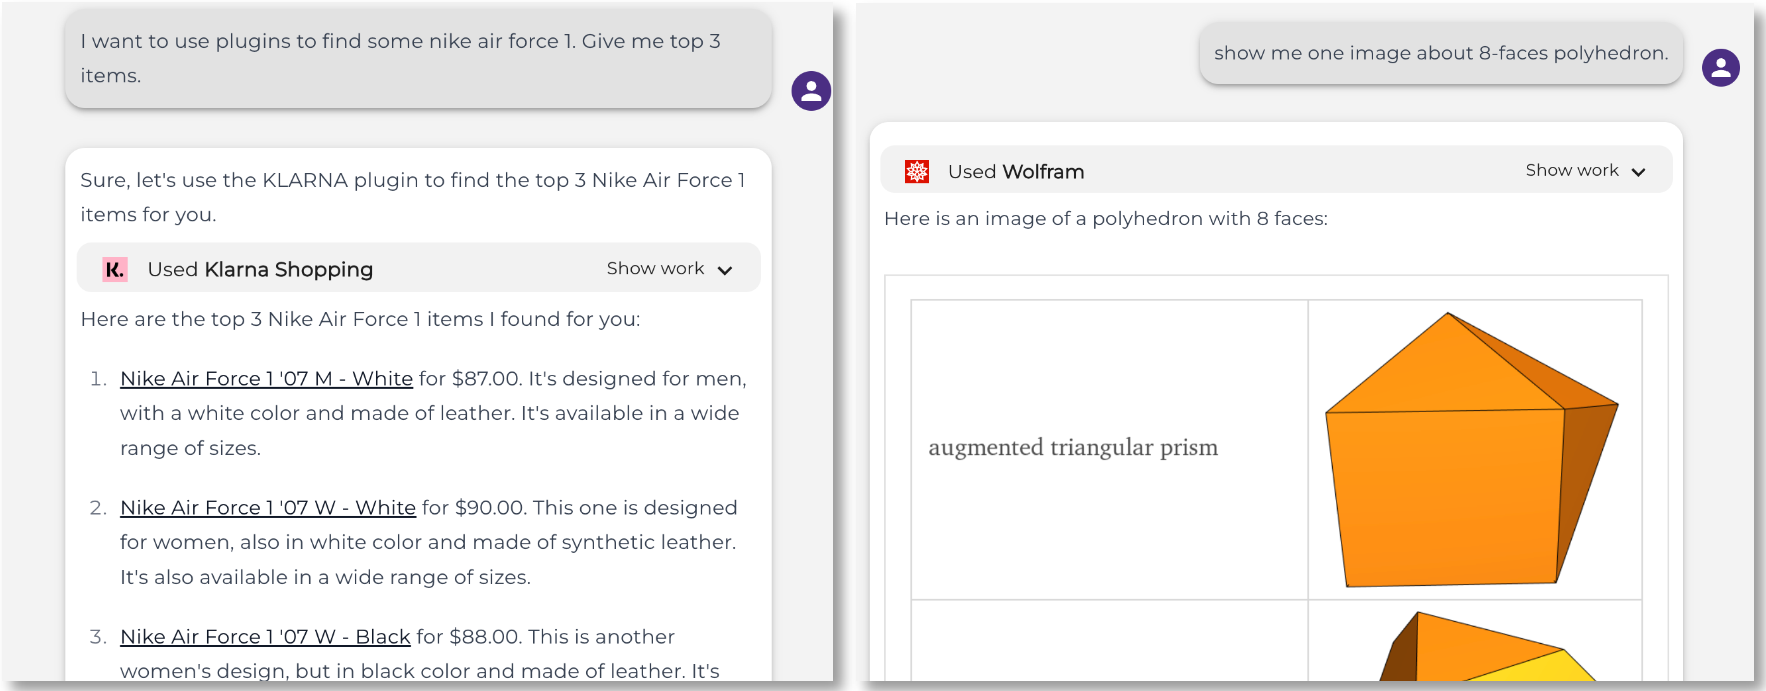 I want to use plugins to find some nike air force 1. Give me top 3
items.
Sure, let's use the KLARNA plugin to find the top 3 Nike Air Force 1
items for you.
K. Used Klarna Shopping Show work
Here are the top 3 Nike Air Force 1 items I found for you:
1. Nike Air Force 1 '07 M - White for $87.00. It's designed for men,
with a white color and made of leather. It's available in a wide
range of sizes.
2. Nike Air Force 1 '07 W - White for $90.00. This one is designed
for women, also in white color and made of synthetic leather.
It's also available in a wide range of sizes.
3. Nike Air Force 1 '07 W - Black for $88.00. This is another
women's design, but in black color and made of leather. It's
show me one image about 8-faces polyhedron.
Used Wolfram Show work
Here is an image of a polyhedron with 8 faces:
augmented triangular prism